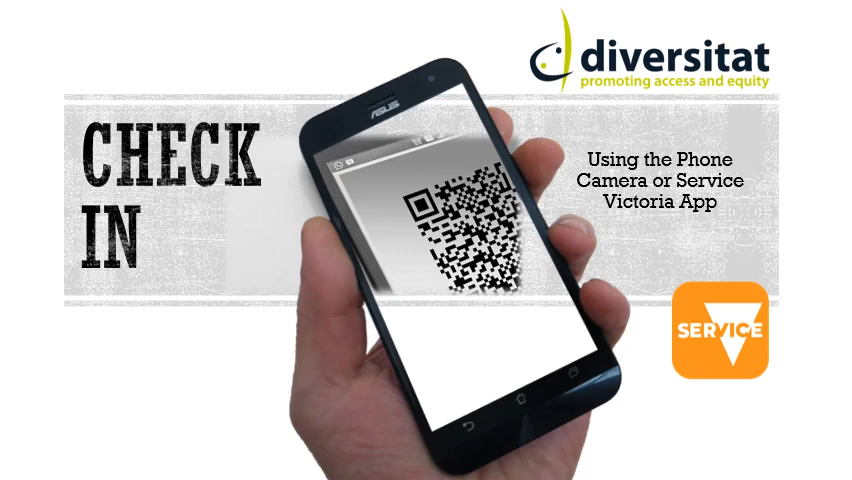 diversitat
promoting access and equity
ASUS
CHECK
IN
Using the Phone
Camera or Service
Victoria App
SERVICE